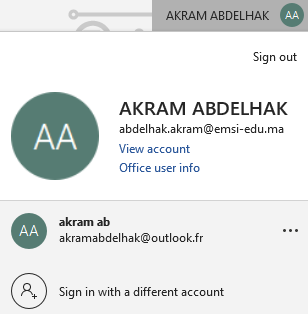 AKRAM ABDELHAK AA
Sign out
AA
AKRAM ABDELHAK
abdelhak.akram@emsi-edu.ma
View account
Office user info
AA
akram ab
akramabdelhak@outlook.fr
Sign in with a different account